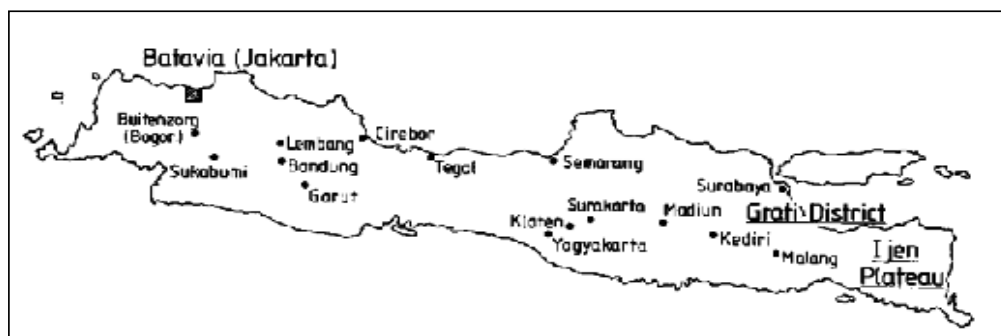 Batavia (Jakarta)
Buitenzorg
(Bogor)
Sukabumi
Lembang
Bandung
Garut
Cirebor
Tegal
Semarang
Surakarta
Klaten
Yogyakarta
Madiun
Kediri
Surabaya
Grati District
Malang
Ijen
Plateau